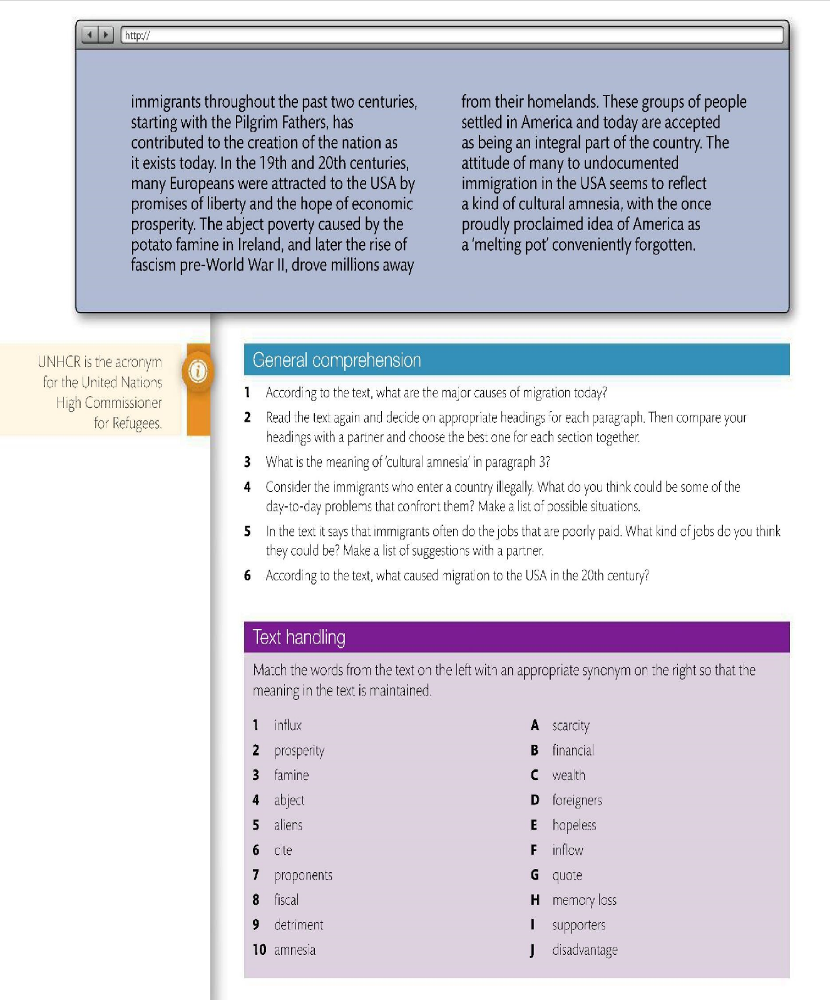 http://
immigrants throughout the past two centuries,
starting with the Pilgrim Fathers, has
contributed to the creation of the nation as
it exists today. In the 19th and 20th centuries,
many Europeans were attracted to the USA by
promises of liberty and the hope of economic
prosperity. The abject poverty caused by the
potato famine in Ireland, and later the rise of
fascism pre-World War II, drove millions away
from their homelands. These groups of people
settled in America and today are accepted
as being an integral part of the country. The
attitude of many to undocumented
immigration in the USA seems to reflect
a kind of cultural amnesia, with the once
proudly proclaimed idea of America as
a 'melting pot' conveniently forgotten.
UNHCR is the acronym
for the United Nations
High Commissioner
for Refugees.
i
General comprehension
1 According to the text, what are the major causes of migration today?
2 Read the text again and decide on appropriate headings for each paragraph. Then compare your
headings with a partner and choose the best one for each section together.
3 What is the meaning of 'cultural amnesia' in paragraph 3?
4 Consider the immigrants who enter a country illegally. What do you think could be some of the
day-to-day problems that confront them? Make a list of possible situations.
5 In the text it says that immigrants often do the jobs that are poorly paid. What kind of jobs do you think
they could be? Make a list of suggestions with a partner.
6 According to the text, what caused migration to the USA in the 20th century?
Text handling
Match the words from the text on the left with an appropriate synonym on the right so that the
meaning in the text is maintained.
1 influx A scarcity
2 prosperity B financial
3 famine C wealth
4 abject D foreigners
5 aliens E hopeless
6 cite F inflow
7 proponents G quote
8 fiscal H memory loss
9 detriment I supporters
10 amnesia J disadvantage